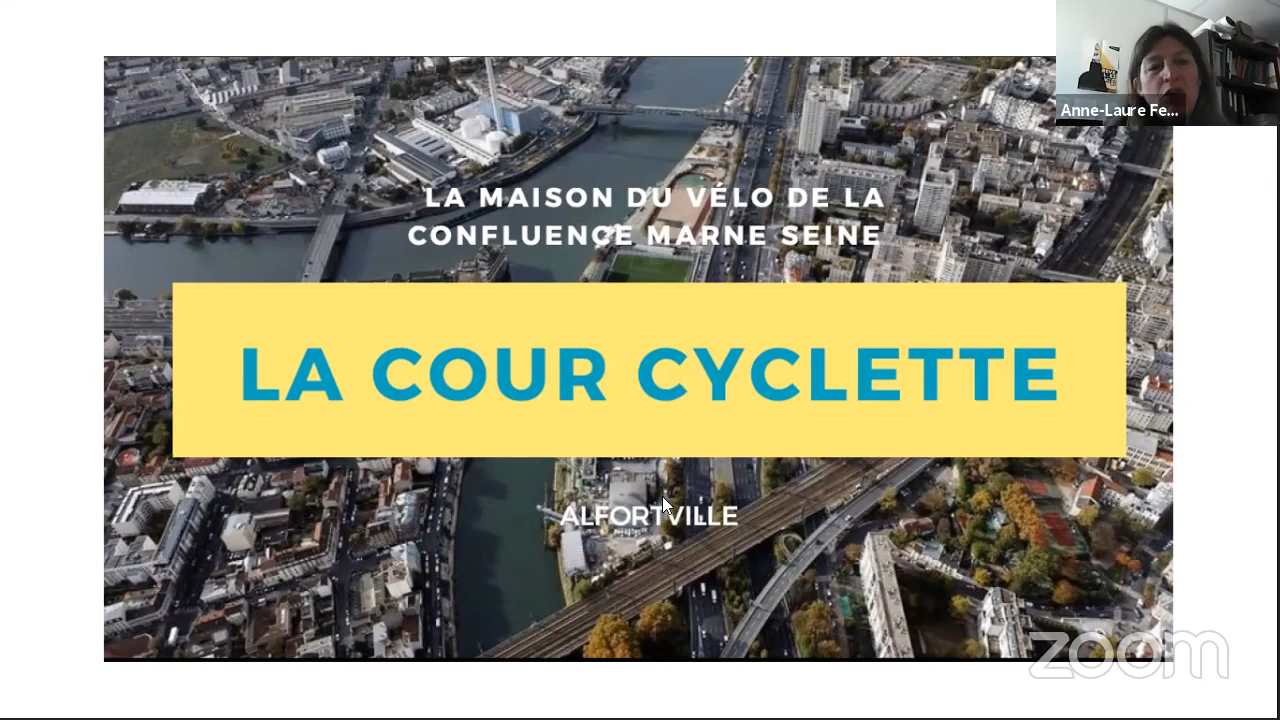 Anne-Laure Fe...
LA MAISON DU VÉLO DE LA
CONFLUENCE MARNE SEINE
LA COUR CYCLETTE
ALFORTVILLE
zoom